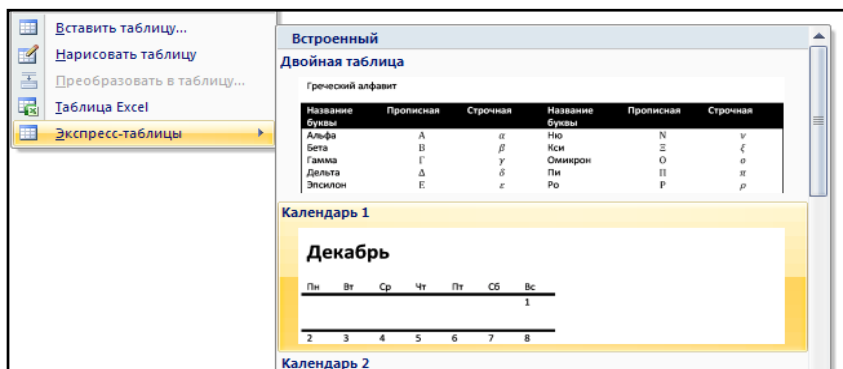 Вставить таблицу...
Нарисовать таблицу
Преобразовать в таблицу...
Таблица Excel
Экспресс-таблицы
Встроенный
Двойная таблица
Греческий алфавит
Название буквы Прописная Строчная Название буквы Прописная Строчная
Альфа Α α Ню Ν ν
Бета Β β Кси Ξ ξ
Гамма Γ γ Омикрон Ο ο
Дельта Δ δ Пи Π π
Эпсилон Ε ε Ро Ρ ρ
Календарь 1
Декабрь
Пн Вт Ср Чт Пт Сб Вс
1
2 3 4 5 6 7 8
Календарь 2